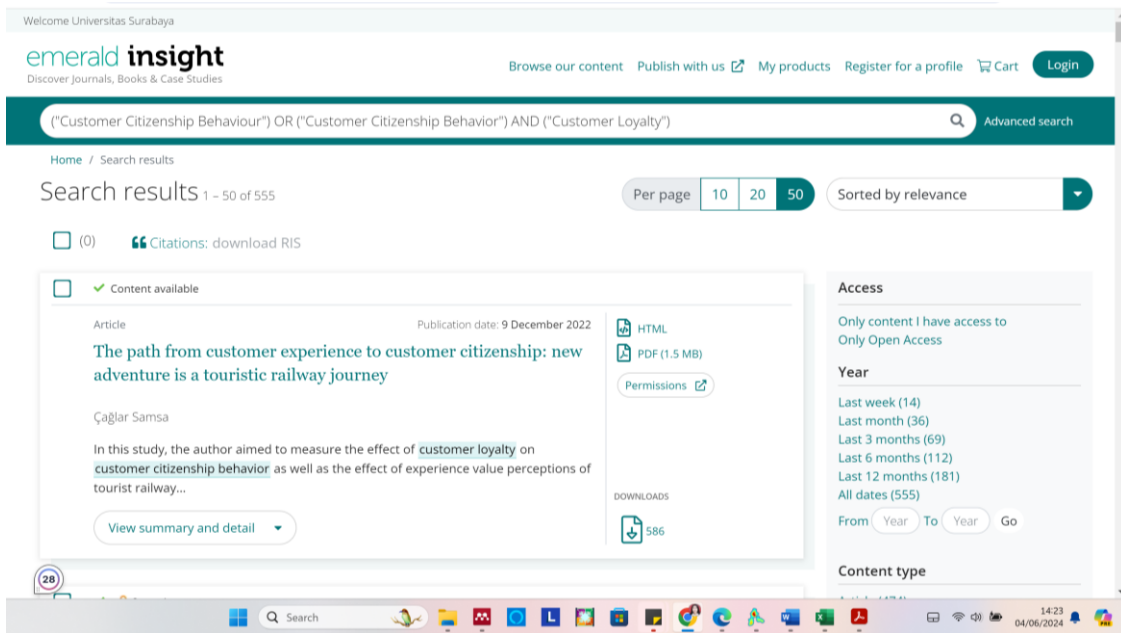 Welcome Universitas Surabaya
emerald insight
Discover Journals, Books & Case Studies
Browse our content Publish with us My products Register for a profile Cart Login
("Customer Citizenship Behaviour") OR ("Customer Citizenship Behavior") AND ("Customer Loyalty")
Advanced search
Home / Search results
Search results 1 – 50 of 555
Per page 10 20 50
Sorted by relevance
(0) Citations: download RIS
Content available
Article
Publication date: 9 December 2022
The path from customer experience to customer citizenship: new
adventure is a touristic railway journey
Çağlar Samsa
In this study, the author aimed to measure the effect of customer loyalty on
customer citizenship behavior as well as the effect of experience value perceptions of
tourist railway...
View summary and detail
HTML
PDF (1.5 MB)
Permissions
DOWNLOADS
586
Access
Only content I have access to
Only Open Access
Year
Last week (14)
Last month (36)
Last 3 months (69)
Last 6 months (112)
Last 12 months (181)
All dates (555)
From Year To Year Go
Content type
28
Search
14:23
04/06/2024